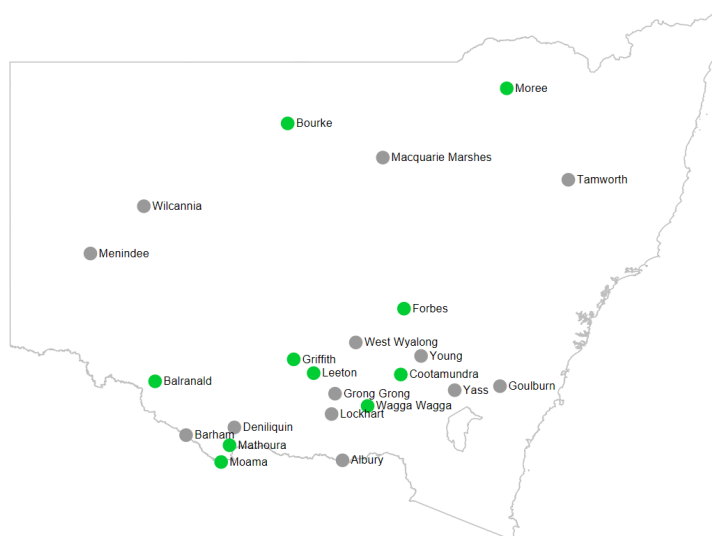 Moree
Bourke
Macquarie Marshes
Tamworth
Wilcannia
Menindee
Forbes
West Wyalong
Young
Griffith
Leeton
Cootamundra
Balranald
Goulburn
Yass
Grong Grong
Wagga Wagga
Lockhart
Deniliquin
Barham
Mathoura
Moama
Albury